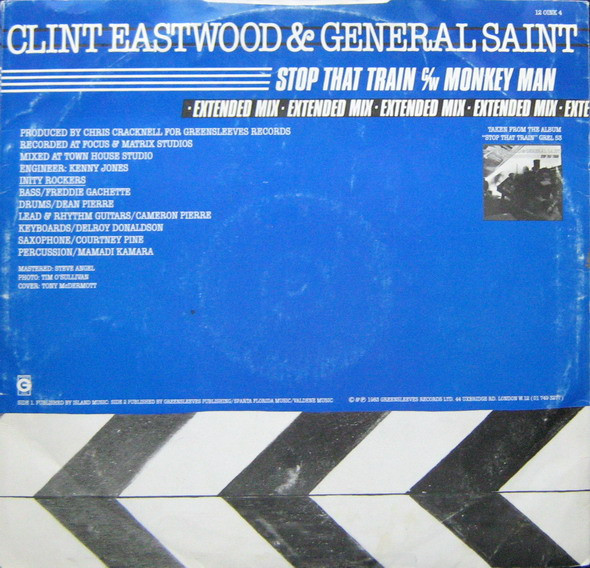 12 GENK 4
CLINT EASTWOOD & GENERAL SAINT
STOP THAT TRAIN C/W MONKEY MAN
· EXTENDED MIX · EXTENDED MIX · EXTENDED MIX · EXTENDED MIX · EXTE
PRODUCED BY CHRIS CRACKNELL FOR GREENSLEEVES RECORDS
RECORDED AT FOCUS & MATRIX STUDIOS
MIXED AT TOWN HOUSE STUDIO
ENGINEER: KENNY JONES
INITY ROCKERS
BASS/FREDDIE GACHETTE
DRUMS/DEAN PIERRE
LEAD & RHYTHM GUITARS/CAMERON PIERRE
KEYBOARDS/DELROY DONALDSON
SAXOPHONE/COURTNEY PINE
PERCUSSION/MAMADI KAMARA
MASTERED: STEVE ANGEL
PHOTO: TIM O'SULLIVAN
COVER: TONY McDERMOTT
TAKEN FROM THE ALBUM
"STOP THAT TRAIN" GREL 53
SIDE 1. PUBLISHED BY ISLAND MUSIC. SIDE 2 PUBLISHED BY GREENSLEEVES PUBLISHING/SPARTA FLORIDA MUSIC/VALDENE MUSIC
© & ℗ 1983 GREENSLEEVES RECORDS LTD. 44 UXBRIDGE RD. LONDON W.12 (01 749 3277)